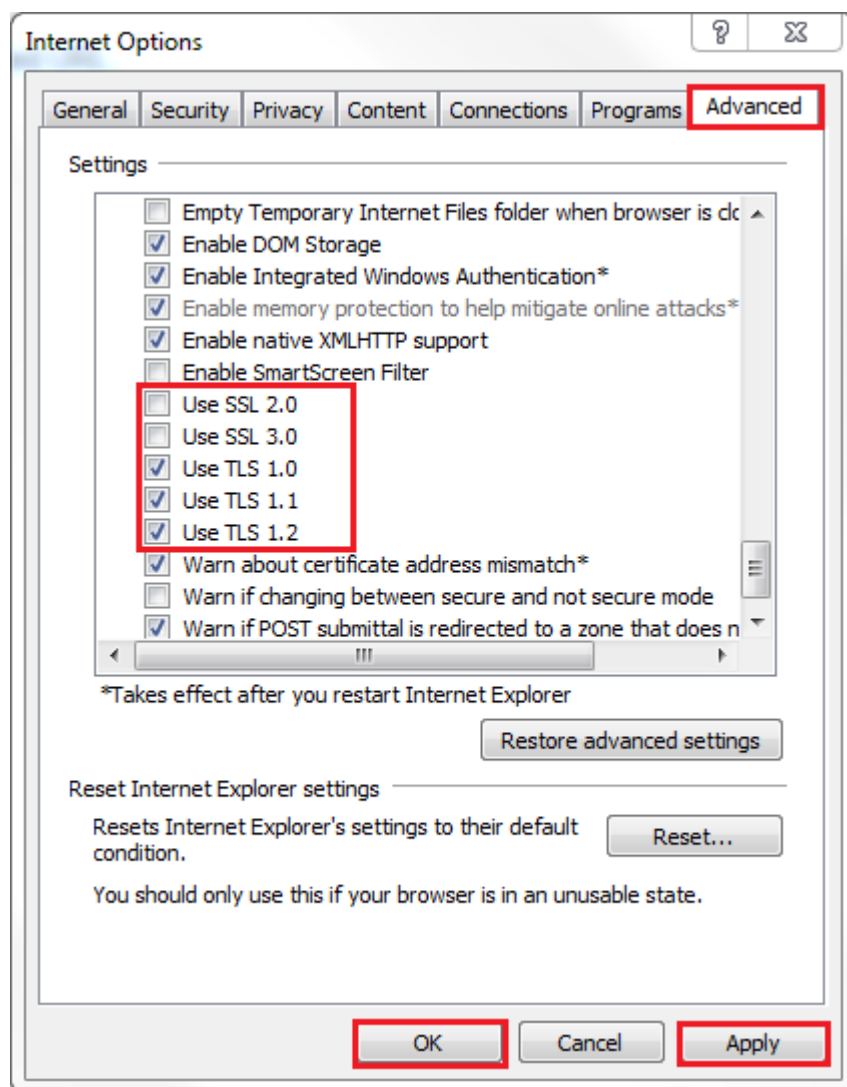 Internet Options
General Security Privacy Content Connections Programs Advanced
Settings
Empty Temporary Internet Files folder when browser is
Enable DOM Storage
Enable Integrated Windows Authentication*
Enable memory protection to help mitigate online attacks*
Enable native XMLHTTP support
Enable SmartScreen Filter
Use SSL 2.0
Use SSL 3.0
Use TLS 1.0
Use TLS 1.1
Use TLS 1.2
Warn about certificate address mismatch*
Warn if changing between secure and not secure mode
Warn if POST submittal is redirected to a zone that does n
*Takes effect after you restart Internet Explorer
Restore advanced settings
Reset Internet Explorer settings
Resets Internet Explorer's settings to their default
condition.
Reset...
You should only use this if your browser is in an unusable state.
OK Cancel Apply